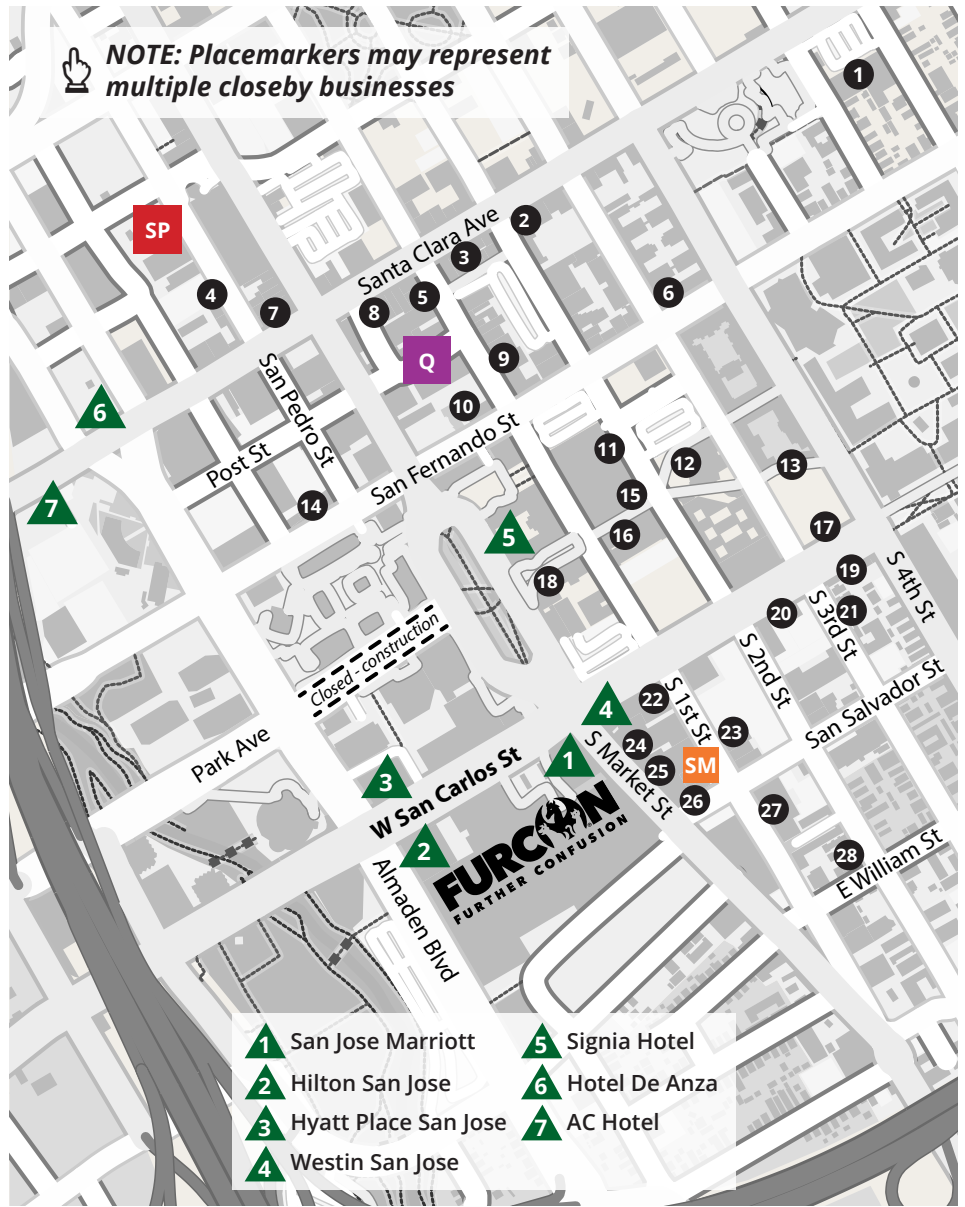 NOTE: Placemarkers may represent
multiple closeby businesses
1
SP
2
Santa Clara Ave
3
4
5
6
7
8
Q
9
6
San Pedro St
10
San Fernando St
Post St
11
12
13
7
14
15
5
16
17
18
19
S 4th St
20
S 3rd St
21
Closed - construction
S 2nd St
San Salvador St
22
S 1st St
4
23
24
Park Ave
1
S Market St
25
SM
3
W San Carlos St
26
27
2
FURCON
FURTHER CONFUSION
28
E William St
Almaden Blvd
1 San Jose Marriott
2 Hilton San Jose
3 Hyatt Place San Jose
4 Westin San Jose
5 Signia Hotel
6 Hotel De Anza
7 AC Hotel